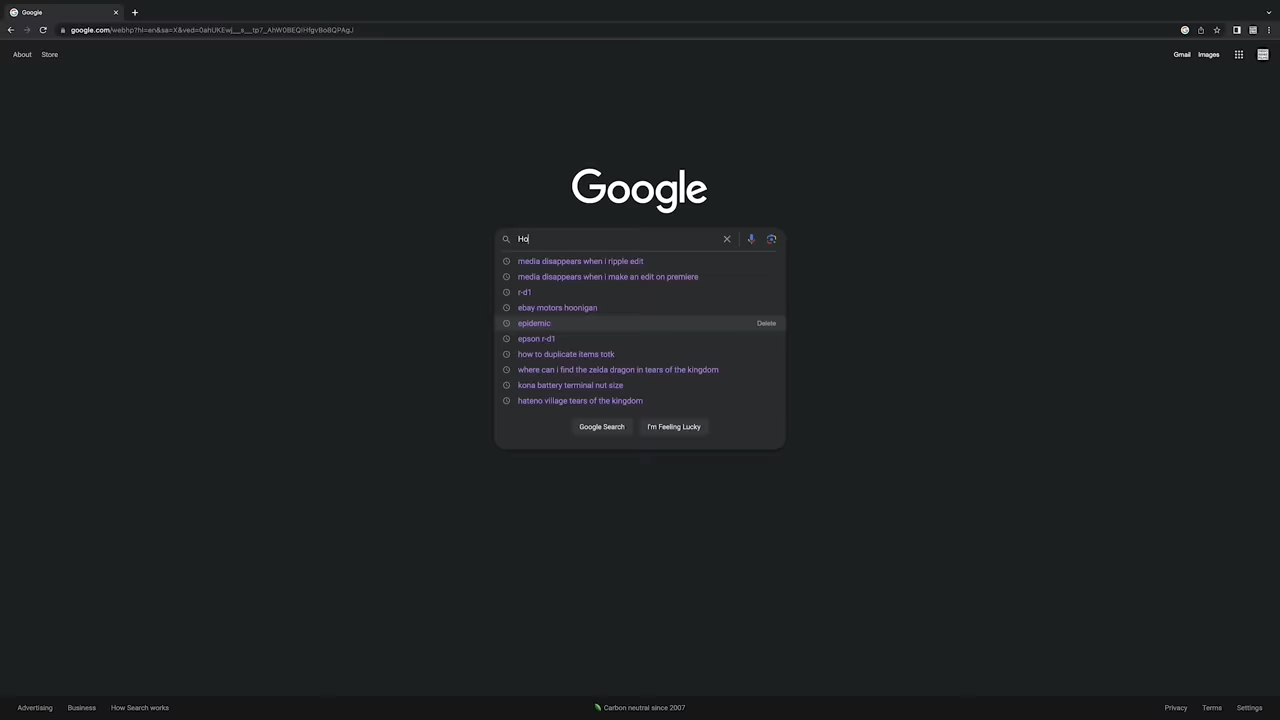 Google
google.com/webhp?hl=en&sa=X&ved=0ahUKEwj__s__tp7_AhW0BEQIHfgvBo8QPAgJ
About Store Gmail Images
Google
Ho
media disappears when i ripple edit
media disappears when i make an edit on premiere
r-d1
ebay motors hoonigan
epidemic Delete
epson r-d1
how to duplicate items totk
where can i find the zelda dragon in tears of the kingdom
kona battery terminal nut size
hateno village tears of the kingdom
Google Search I'm Feeling Lucky
Advertising Business How Search works Carbon neutral since 2007 Privacy Terms Settings